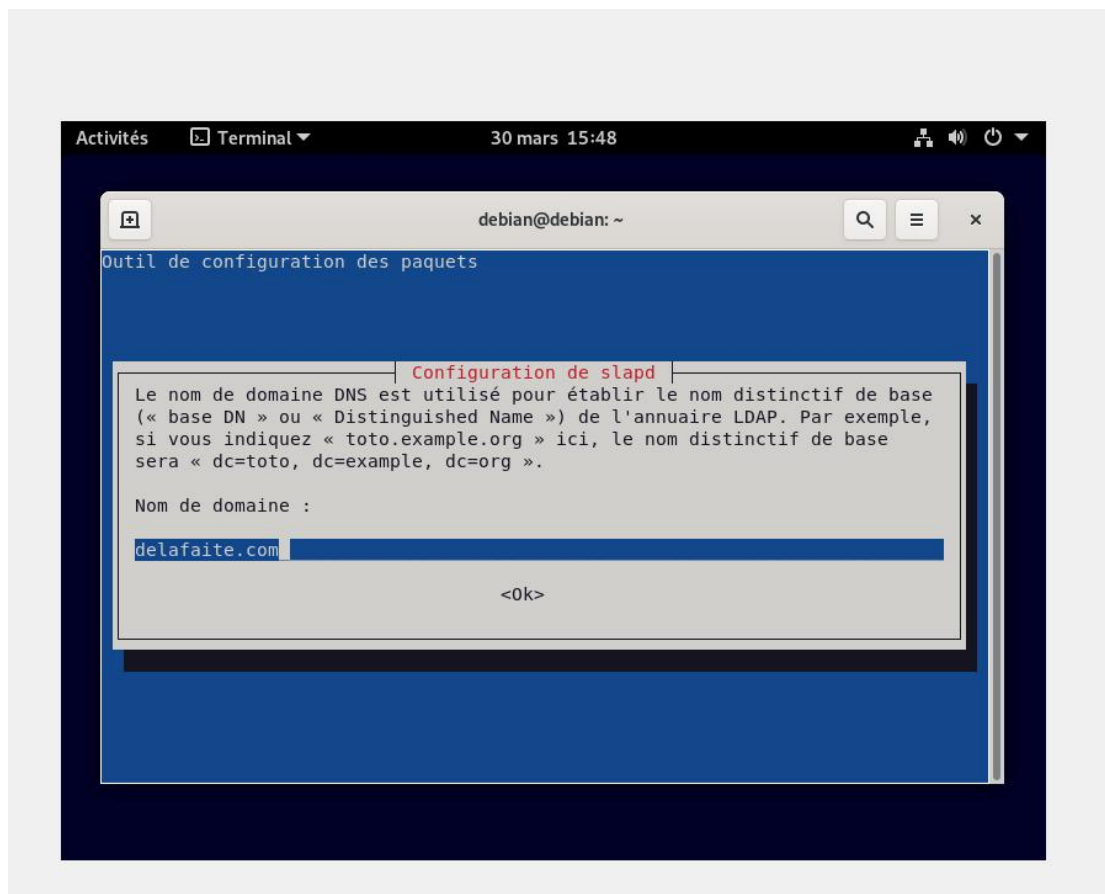 Activités Terminal 30 mars 15:48
debian@debian: ~
Outil de configuration des paquets
Configuration de slapd
Le nom de domaine DNS est utilisé pour établir le nom distinctif de base
(« base DN » ou « Distinguished Name ») de l'annuaire LDAP. Par exemple,
si vous indiquez « toto.example.org » ici, le nom distinctif de base
sera « dc=toto, dc=example, dc=org ».
Nom de domaine :
delafaite.com
<Ok>